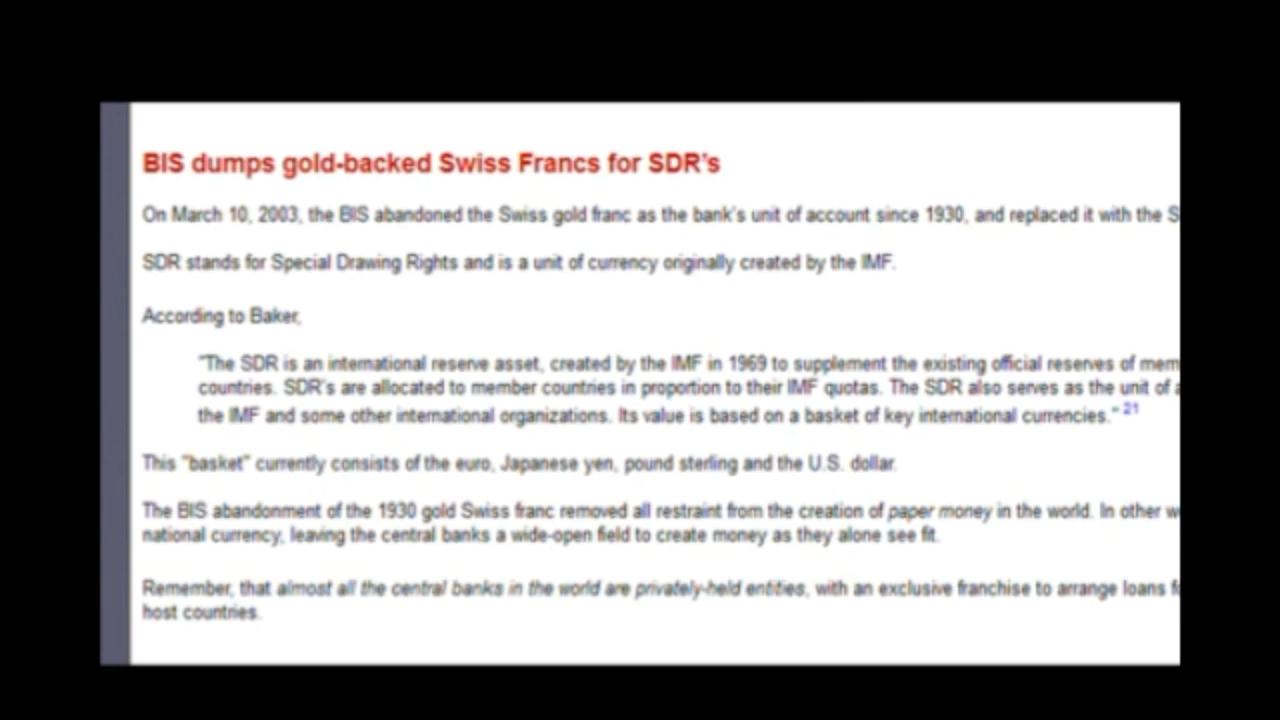 BIS dumps gold-backed Swiss Francs for SDR's
On March 10, 2003, the BIS abandoned the Swiss gold franc as the bank's unit of account since 1930, and replaced it with the S
SDR stands for Special Drawing Rights and is a unit of currency originally created by the IMF.
According to Baker,
"The SDR is an international reserve asset, created by the IMF in 1969 to supplement the existing official reserves of mem
countries. SDR's are allocated to member countries in proportion to their IMF quotas. The SDR also serves as the unit of a
the IMF and some other international organizations. Its value is based on a basket of key international currencies." 21
This "basket" currently consists of the euro, Japanese yen, pound sterling and the U.S. dollar.
The BIS abandonment of the 1930 gold Swiss franc removed all restraint from the creation of paper money in the world. In other w
national currency, leaving the central banks a wide-open field to create money as they alone see fit.
Remember, that almost all the central banks in the world are privately-held entities, with an exclusive franchise to arrange loans f
host countries.